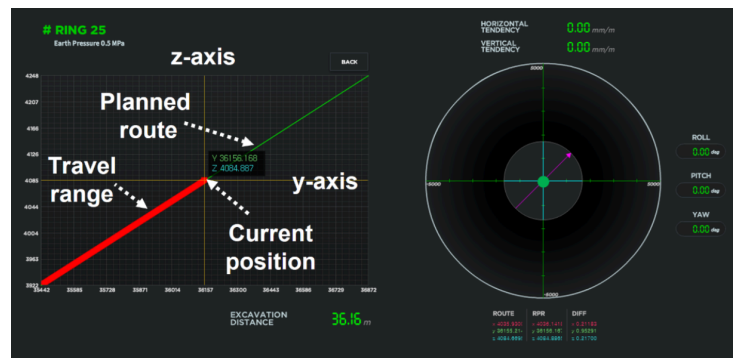 # RING 25
Earth Pressure 0.5 MPa
z-axis
BACK
4248
4207
4166
4126
4085
4044
4004
3963
3922
Planned
route
Y 36156.168
Z 4084.887
Travel
range
y-axis
Current
position
35442 35585 35728 35871 36014 36157 36300 36443 36586 36729 36872
EXCAVATION
DISTANCE
36.16 m
HORIZONTAL
TENDENCY
0.00 mm/m
VERTICAL
TENDENCY
0.00 mm/m
5000
-5000
5000
-5000
ROLL
0.00 deg
PITCH
0.00 deg
YAW
0.00 deg
ROUTE RPR DIFF